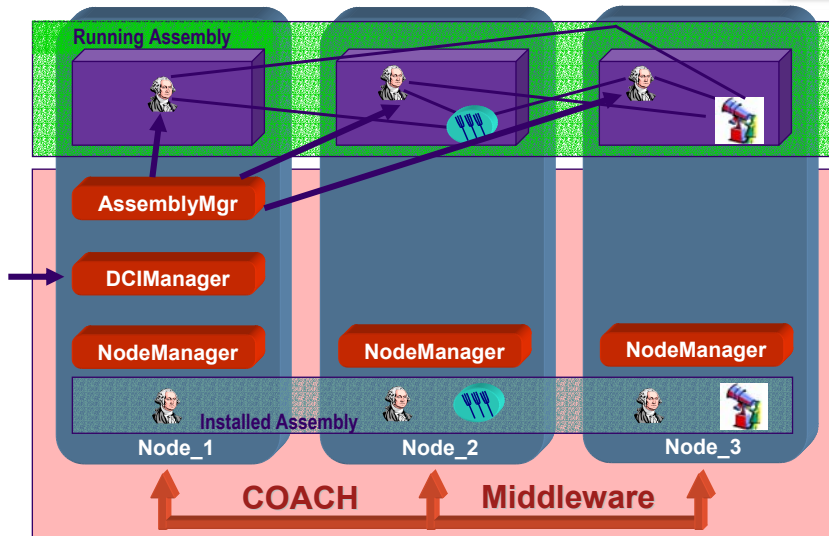 Running Assembly
AssemblyMgr
DCIManager
NodeManager
NodeManager
NodeManager
Installed Assembly
Node_1
Node_2
Node_3
COACH
Middleware